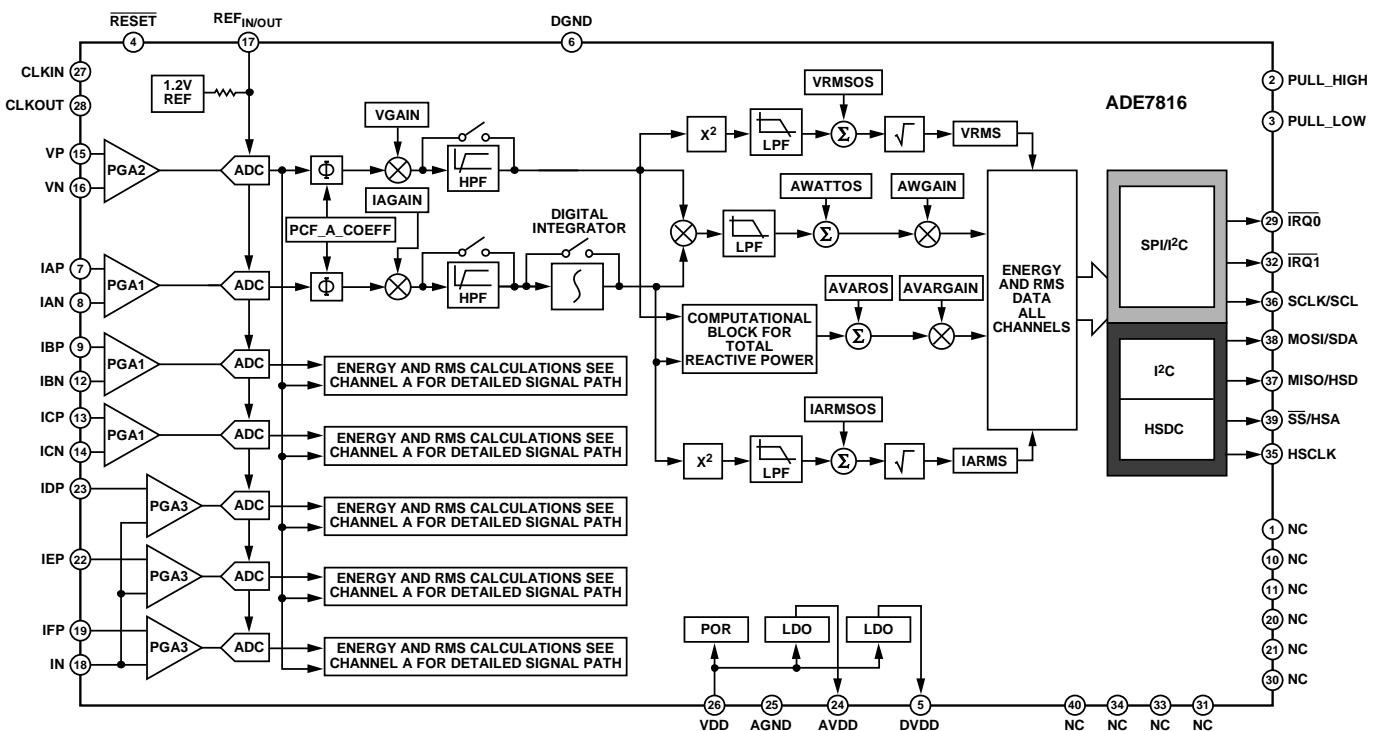 RESET
REF IN/OUT
DGND
4
17
6
CLKIN 27
CLKOUT 28
1.2V
REF
VGAIN
VRMSOS
ADE7816
2 PULL_HIGH
3 PULL_LOW
VP 15
VN 16
PGA2
ADC
Φ
HPF
X²
LPF
Σ
√
VRMS
IAGAIN
PCF_A_COEFF
DIGITAL
INTEGRATOR
AWATTOS
AWGAIN
LPF
Σ
IAP 7
IAN 8
PGA1
ADC
Φ
HPF
∫
AVAROS
AVARGAIN
COMPUTATIONAL
BLOCK FOR
TOTAL
REACTIVE POWER
Σ
ENERGY
AND RMS
DATA
ALL
CHANNELS
SPI/I²C
I²C
HSDC
29 IRQ0
32 IRQ1
36 SCLK/SCL
38 MOSI/SDA
37 MISO/HSD
39 SS/HSA
35 HSCLK
IBP 9
IBN 12
PGA1
ADC
ENERGY AND RMS CALCULATIONS SEE
CHANNEL A FOR DETAILED SIGNAL PATH
ICP 13
ICN 14
PGA1
ADC
ENERGY AND RMS CALCULATIONS SEE
CHANNEL A FOR DETAILED SIGNAL PATH
IARMSOS
X²
LPF
Σ
√
IARMS
IDP 23
PGA3
ADC
ENERGY AND RMS CALCULATIONS SEE
CHANNEL A FOR DETAILED SIGNAL PATH
IEP 22
PGA3
ADC
ENERGY AND RMS CALCULATIONS SEE
CHANNEL A FOR DETAILED SIGNAL PATH
IFP 19
IN 18
PGA3
ADC
ENERGY AND RMS CALCULATIONS SEE
CHANNEL A FOR DETAILED SIGNAL PATH
1 NC
10 NC
11 NC
20 NC
21 NC
30 NC
POR
LDO
LDO
26
25
24
5
40
34
33
31
VDD
AGND
AVDD
DVDD
NC
NC
NC
NC